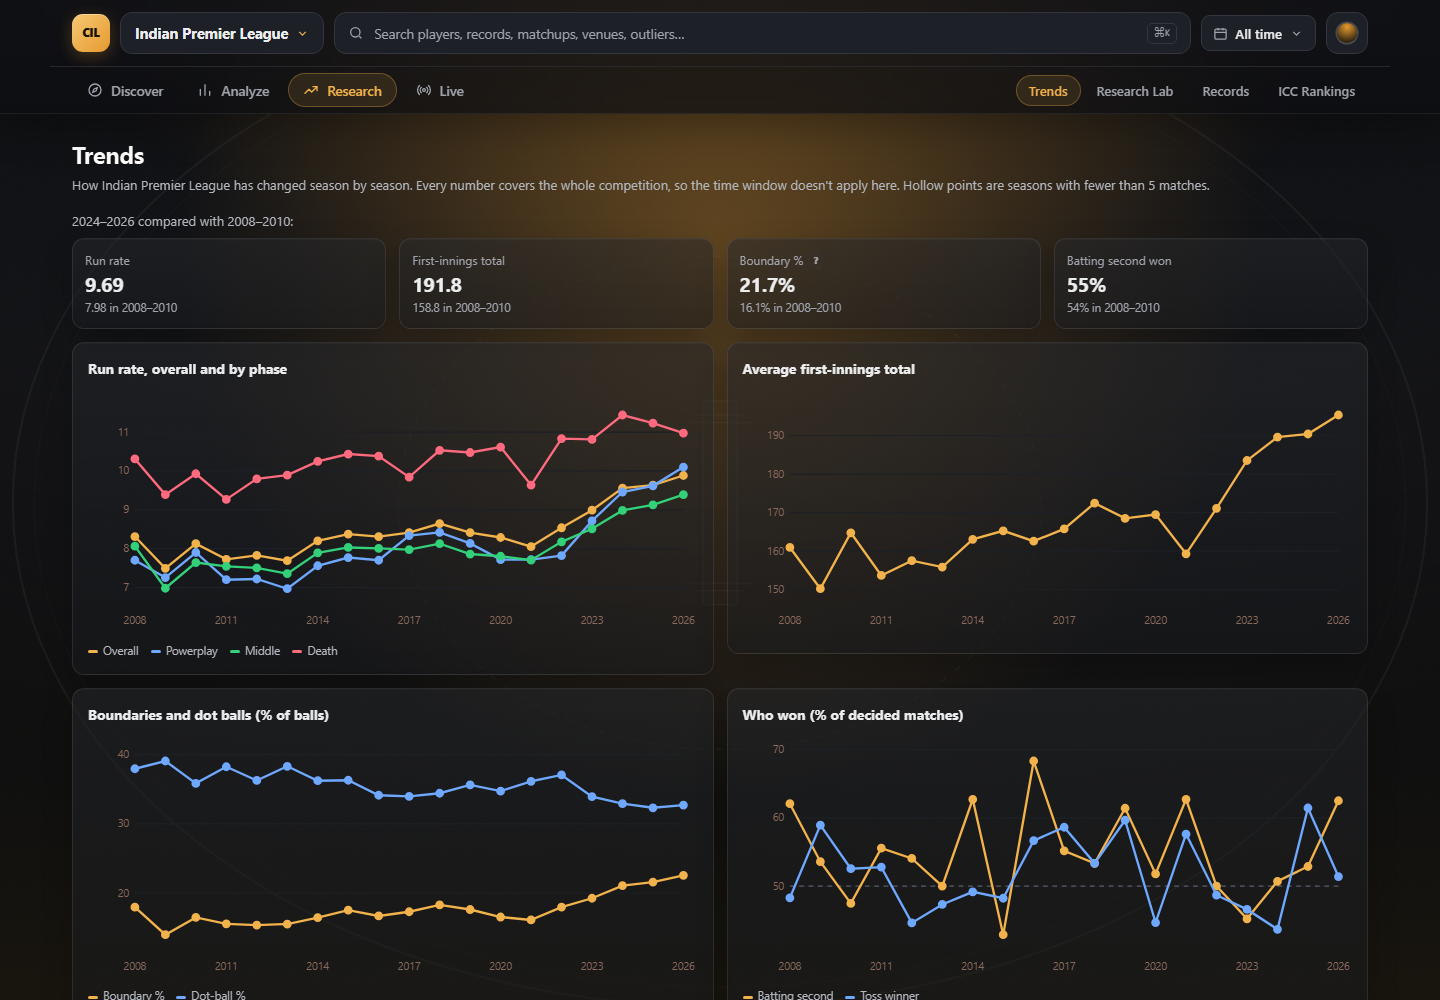 CIL
Indian Premier League
Search players, records, matchups, venues, outliers...
⌘K
All time
Discover
Analyze
Research
Live
Trends
Research Lab
Records
ICC Rankings
Trends
How Indian Premier League has changed season by season. Every number covers the whole competition, so the time window doesn't apply here. Hollow points are seasons with fewer than 5 matches.
2024–2026 compared with 2008–2010:
Run rate
9.69
7.98 in 2008–2010
First-innings total
191.8
158.8 in 2008–2010
Boundary % ?
21.7%
16.1% in 2008–2010
Batting second won
55%
54% in 2008–2010
Run rate, overall and by phase
11
10
9
8
7
2008 2011 2014 2017 2020 2023 2026
Overall Powerplay Middle Death
Average first-innings total
190
180
170
160
150
2008 2011 2014 2017 2020 2023 2026
Boundaries and dot balls (% of balls)
40
30
20
2008 2011 2014 2017 2020 2023 2026
Boundary % Dot-ball %
Who won (% of decided matches)
70
60
50
2008 2011 2014 2017 2020 2023 2026
Batting second Toss winner